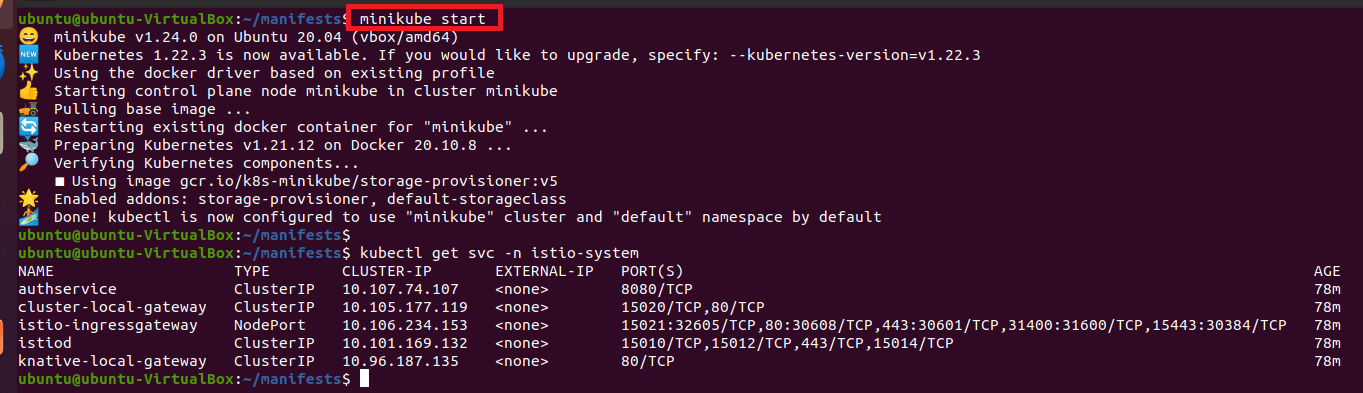 ubuntu@ubuntu-VirtualBox:~/manifests$ minikube start
minikube v1.24.0 on Ubuntu 20.04 (vbox/amd64)
NEW Kubernetes 1.22.3 is now available. If you would like to upgrade, specify: --kubernetes-version=v1.22.3
Using the docker driver based on existing profile
Starting control plane node minikube in cluster minikube
Pulling base image ...
Restarting existing docker container for "minikube" ...
Preparing Kubernetes v1.21.12 on Docker 20.10.8 ...
Verifying Kubernetes components...
■ Using image gcr.io/k8s-minikube/storage-provisioner:v5
Enabled addons: storage-provisioner, default-storageclass
Done! kubectl is now configured to use "minikube" cluster and "default" namespace by default
ubuntu@ubuntu-VirtualBox:~/manifests$
ubuntu@ubuntu-VirtualBox:~/manifests$ kubectl get svc -n istio-system
NAME TYPE CLUSTER-IP EXTERNAL-IP PORT(S) AGE
authservice ClusterIP 10.107.74.107 <none> 8080/TCP 78m
cluster-local-gateway ClusterIP 10.105.177.119 <none> 15020/TCP,80/TCP 78m
istio-ingressgateway NodePort 10.106.234.153 <none> 15021:32605/TCP,80:30608/TCP,443:30601/TCP,31400:31600/TCP,15443:30384/TCP 78m
istiod ClusterIP 10.101.169.132 <none> 15010/TCP,15012/TCP,443/TCP,15014/TCP 78m
knative-local-gateway ClusterIP 10.96.187.135 <none> 80/TCP 78m
ubuntu@ubuntu-VirtualBox:~/manifests$